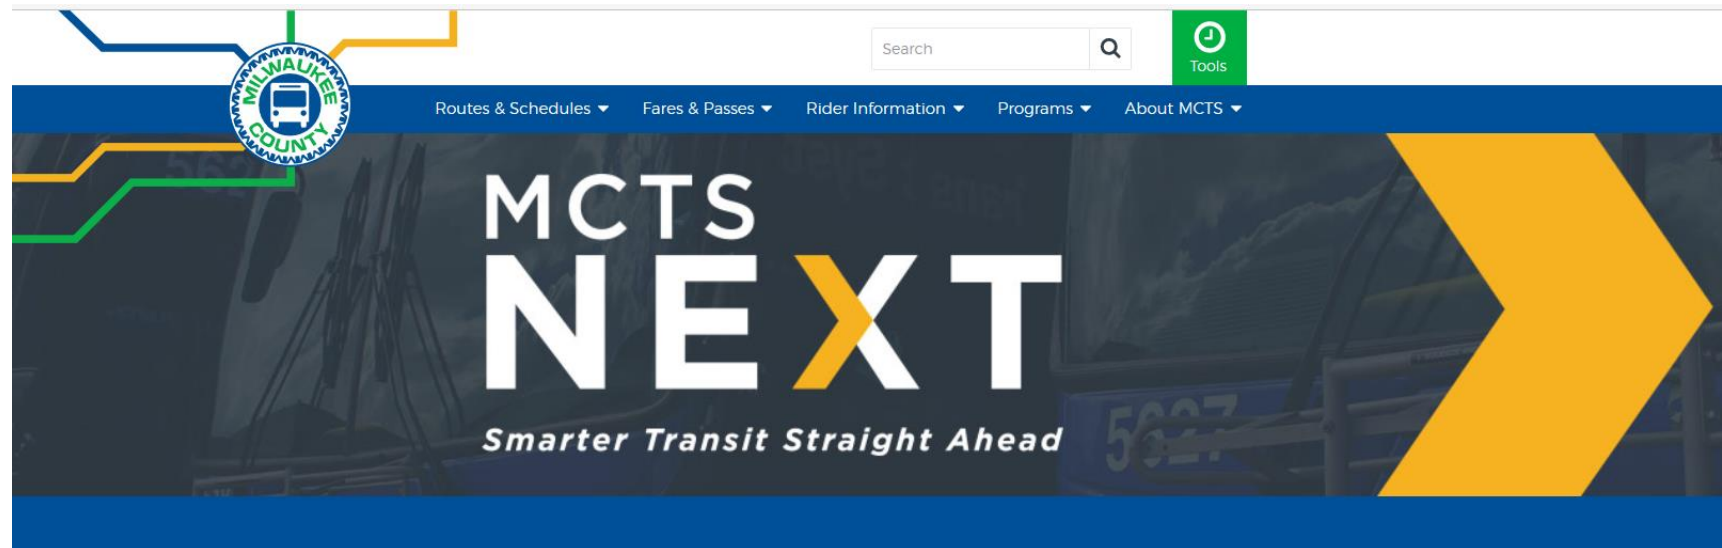 Search
Tools
MILWAUKEE
COUNTY
Routes & Schedules
Fares & Passes
Rider Information
Programs
About MCTS
MCTS
NEXT
Smarter Transit Straight Ahead
5627